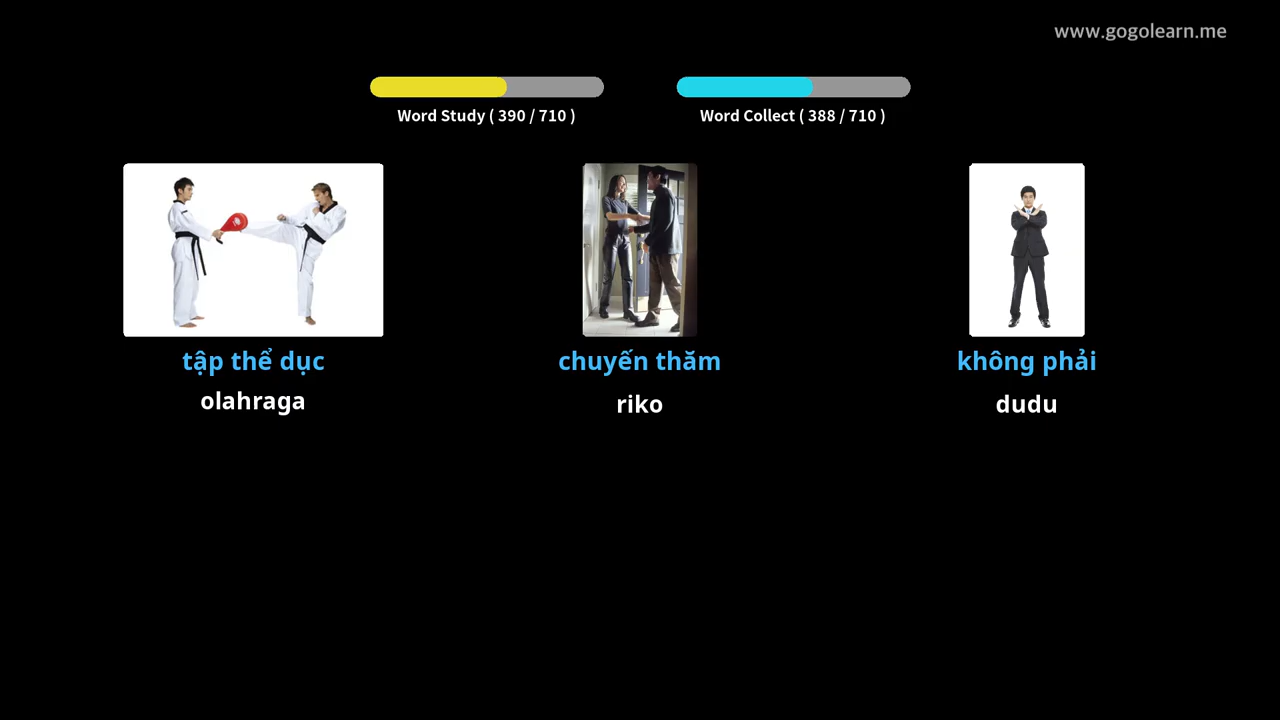 www.gogolearn.me
Word Study ( 390 / 710 )
Word Collect ( 388 / 710 )
tập thể dục
chuyến thăm
không phải
olahraga
riko
dudu